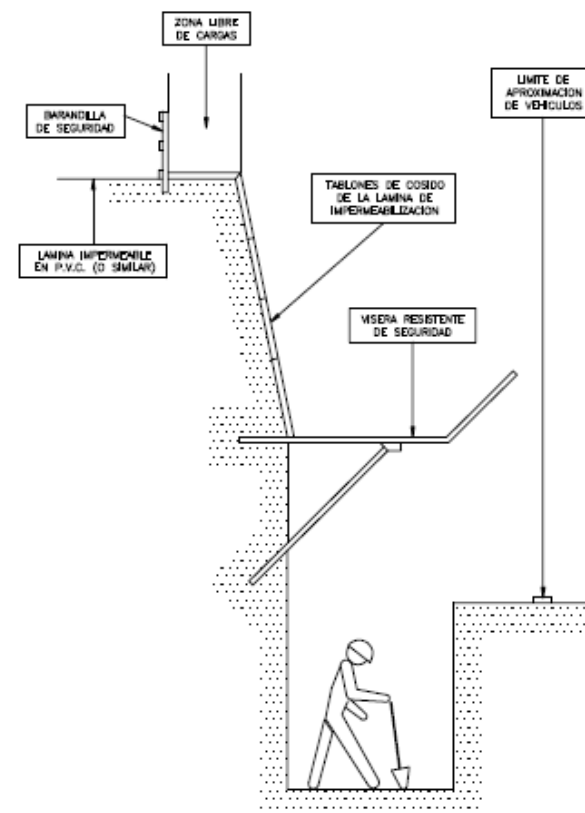 ZONA LIBRE
DE CARGAS
LIMITE DE
APROXIMACION
DE VEHICULOS
BARANDILLA
DE SEGURIDAD
TABLONES DE COSIDO
DE LA LAMINA DE
IMPERMEABILIZACION
LAMINA IMPERMEABLE
EN P.V.C. (O SIMILAR)
VISERA RESISTENTE
DE SEGURIDAD